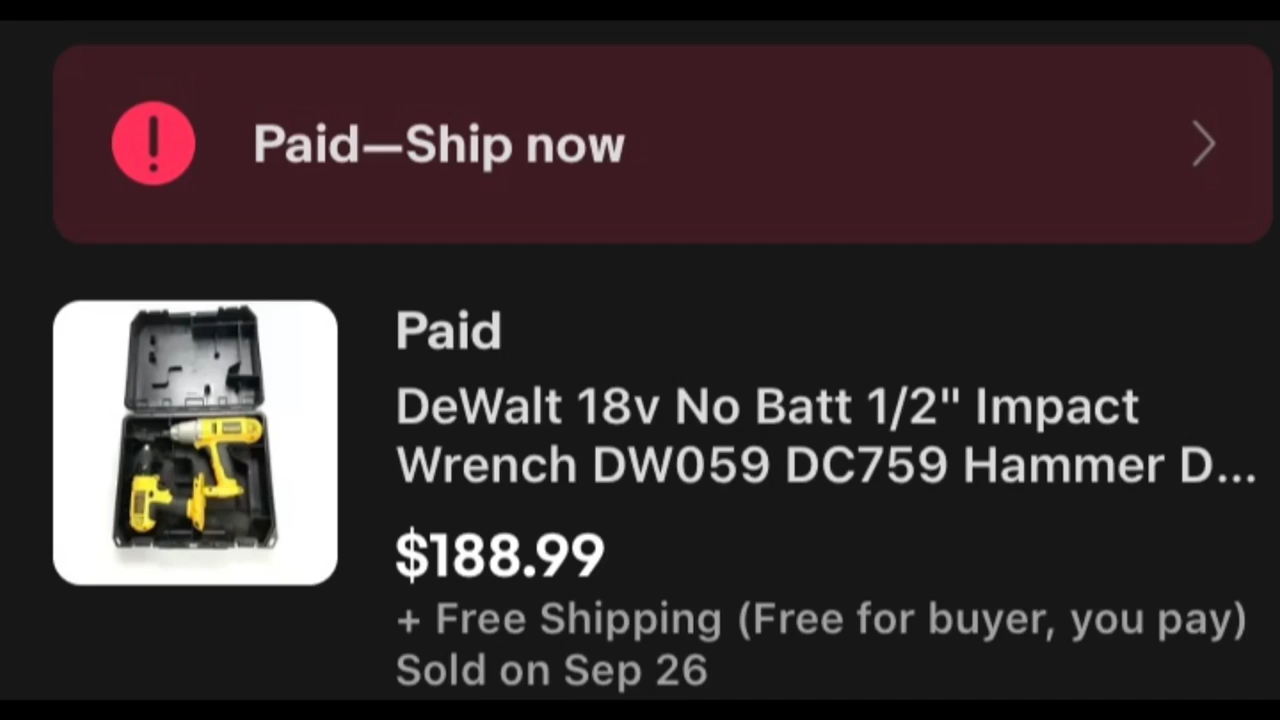 Paid—Ship now
Paid
DeWalt 18v No Batt 1/2" Impact
Wrench DW059 DC759 Hammer D...
$188.99
+ Free Shipping (Free for buyer, you pay)
Sold on Sep 26